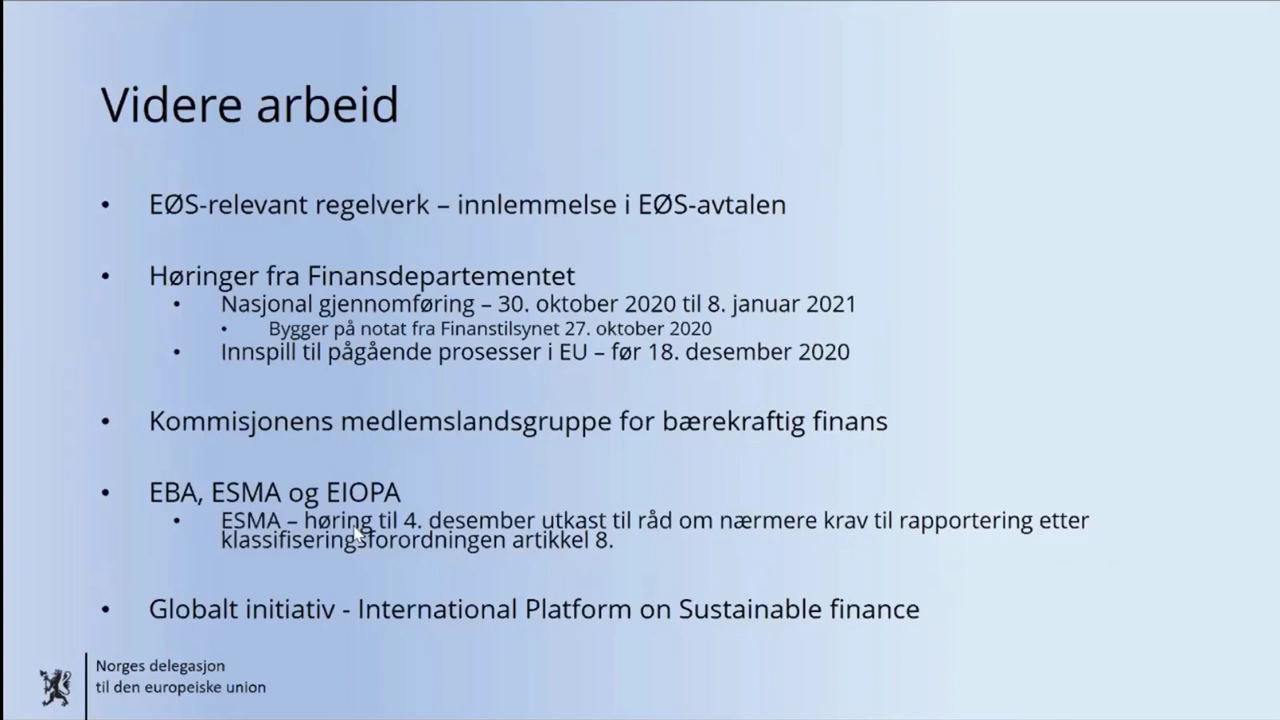 Videre arbeid
• EØS-relevant regelverk – innlemmelse i EØS-avtalen
• Høringer fra Finansdepartementet
• Nasjonal gjennomføring – 30. oktober 2020 til 8. januar 2021
• Bygger på notat fra Finanstilsynet 27. oktober 2020
• Innspill til pågående prosesser i EU – før 18. desember 2020
• Kommisjonens medlemslandsgruppe for bærekraftig finans
• EBA, ESMA og EIOPA
• ESMA – høring til 4. desember utkast til råd om nærmere krav til rapportering etter
klassifiseringsforordningen artikkel 8.
• Globalt initiativ - International Platform on Sustainable finance
Norges delegasjon
til den europeiske union